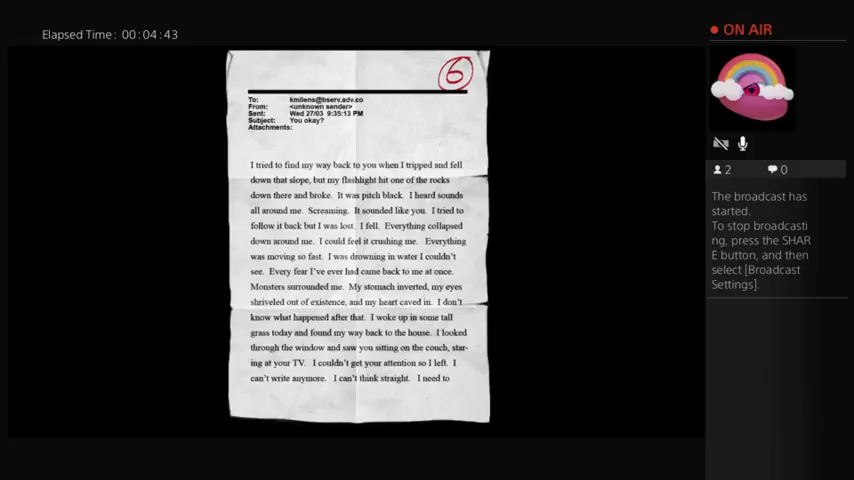 Elapsed Time: 00:04:43
ON AIR
6
To: kmilens@bserv.adv.co
From: <unknown sender>
Sent: Wed 27/03 9:35:13 PM
Subject: You okay?
Attachments:
I tried to find my way back to you when I tripped and fell
down that slope, but my flashlight hit one of the rocks
down there and broke. It was pitch black. I heard sounds
all around me. Screaming. It sounded like you. I tried to
follow it back but I was lost. I fell. Everything collapsed
down around me. I could feel it crushing me. Everything
was moving so fast. I was drowning in water I couldn't
see. Every fear I've ever had came back to me at once.
Monsters surrounded me. My stomach inverted, my eyes
shriveled out of existence, and my heart caved in. I don't
know what happened after that. I woke up in some tall
grass today and found my way back to the house. I looked
through the window and saw you sitting on the couch, star-
ing at your TV. I couldn't get your attention so I left. I
can't write anymore. I can't think straight. I need to
2
0
The broadcast has
started.
To stop broadcasti
ng, press the SHAR
E button, and then
select [Broadcast
Settings].